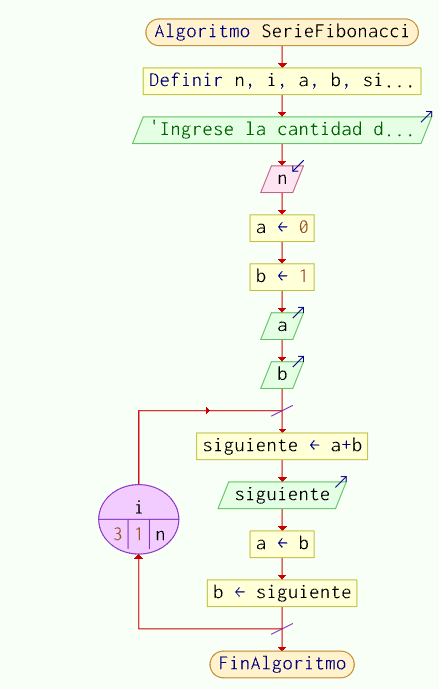 Algoritmo SerieFibonacci
Definir n, i, a, b, si...
'Ingrese la cantidad d...
n
a ← 0
b ← 1
a
b
siguiente ← a+b
siguiente
i
3 1 n
a ← b
b ← siguiente
FinAlgoritmo